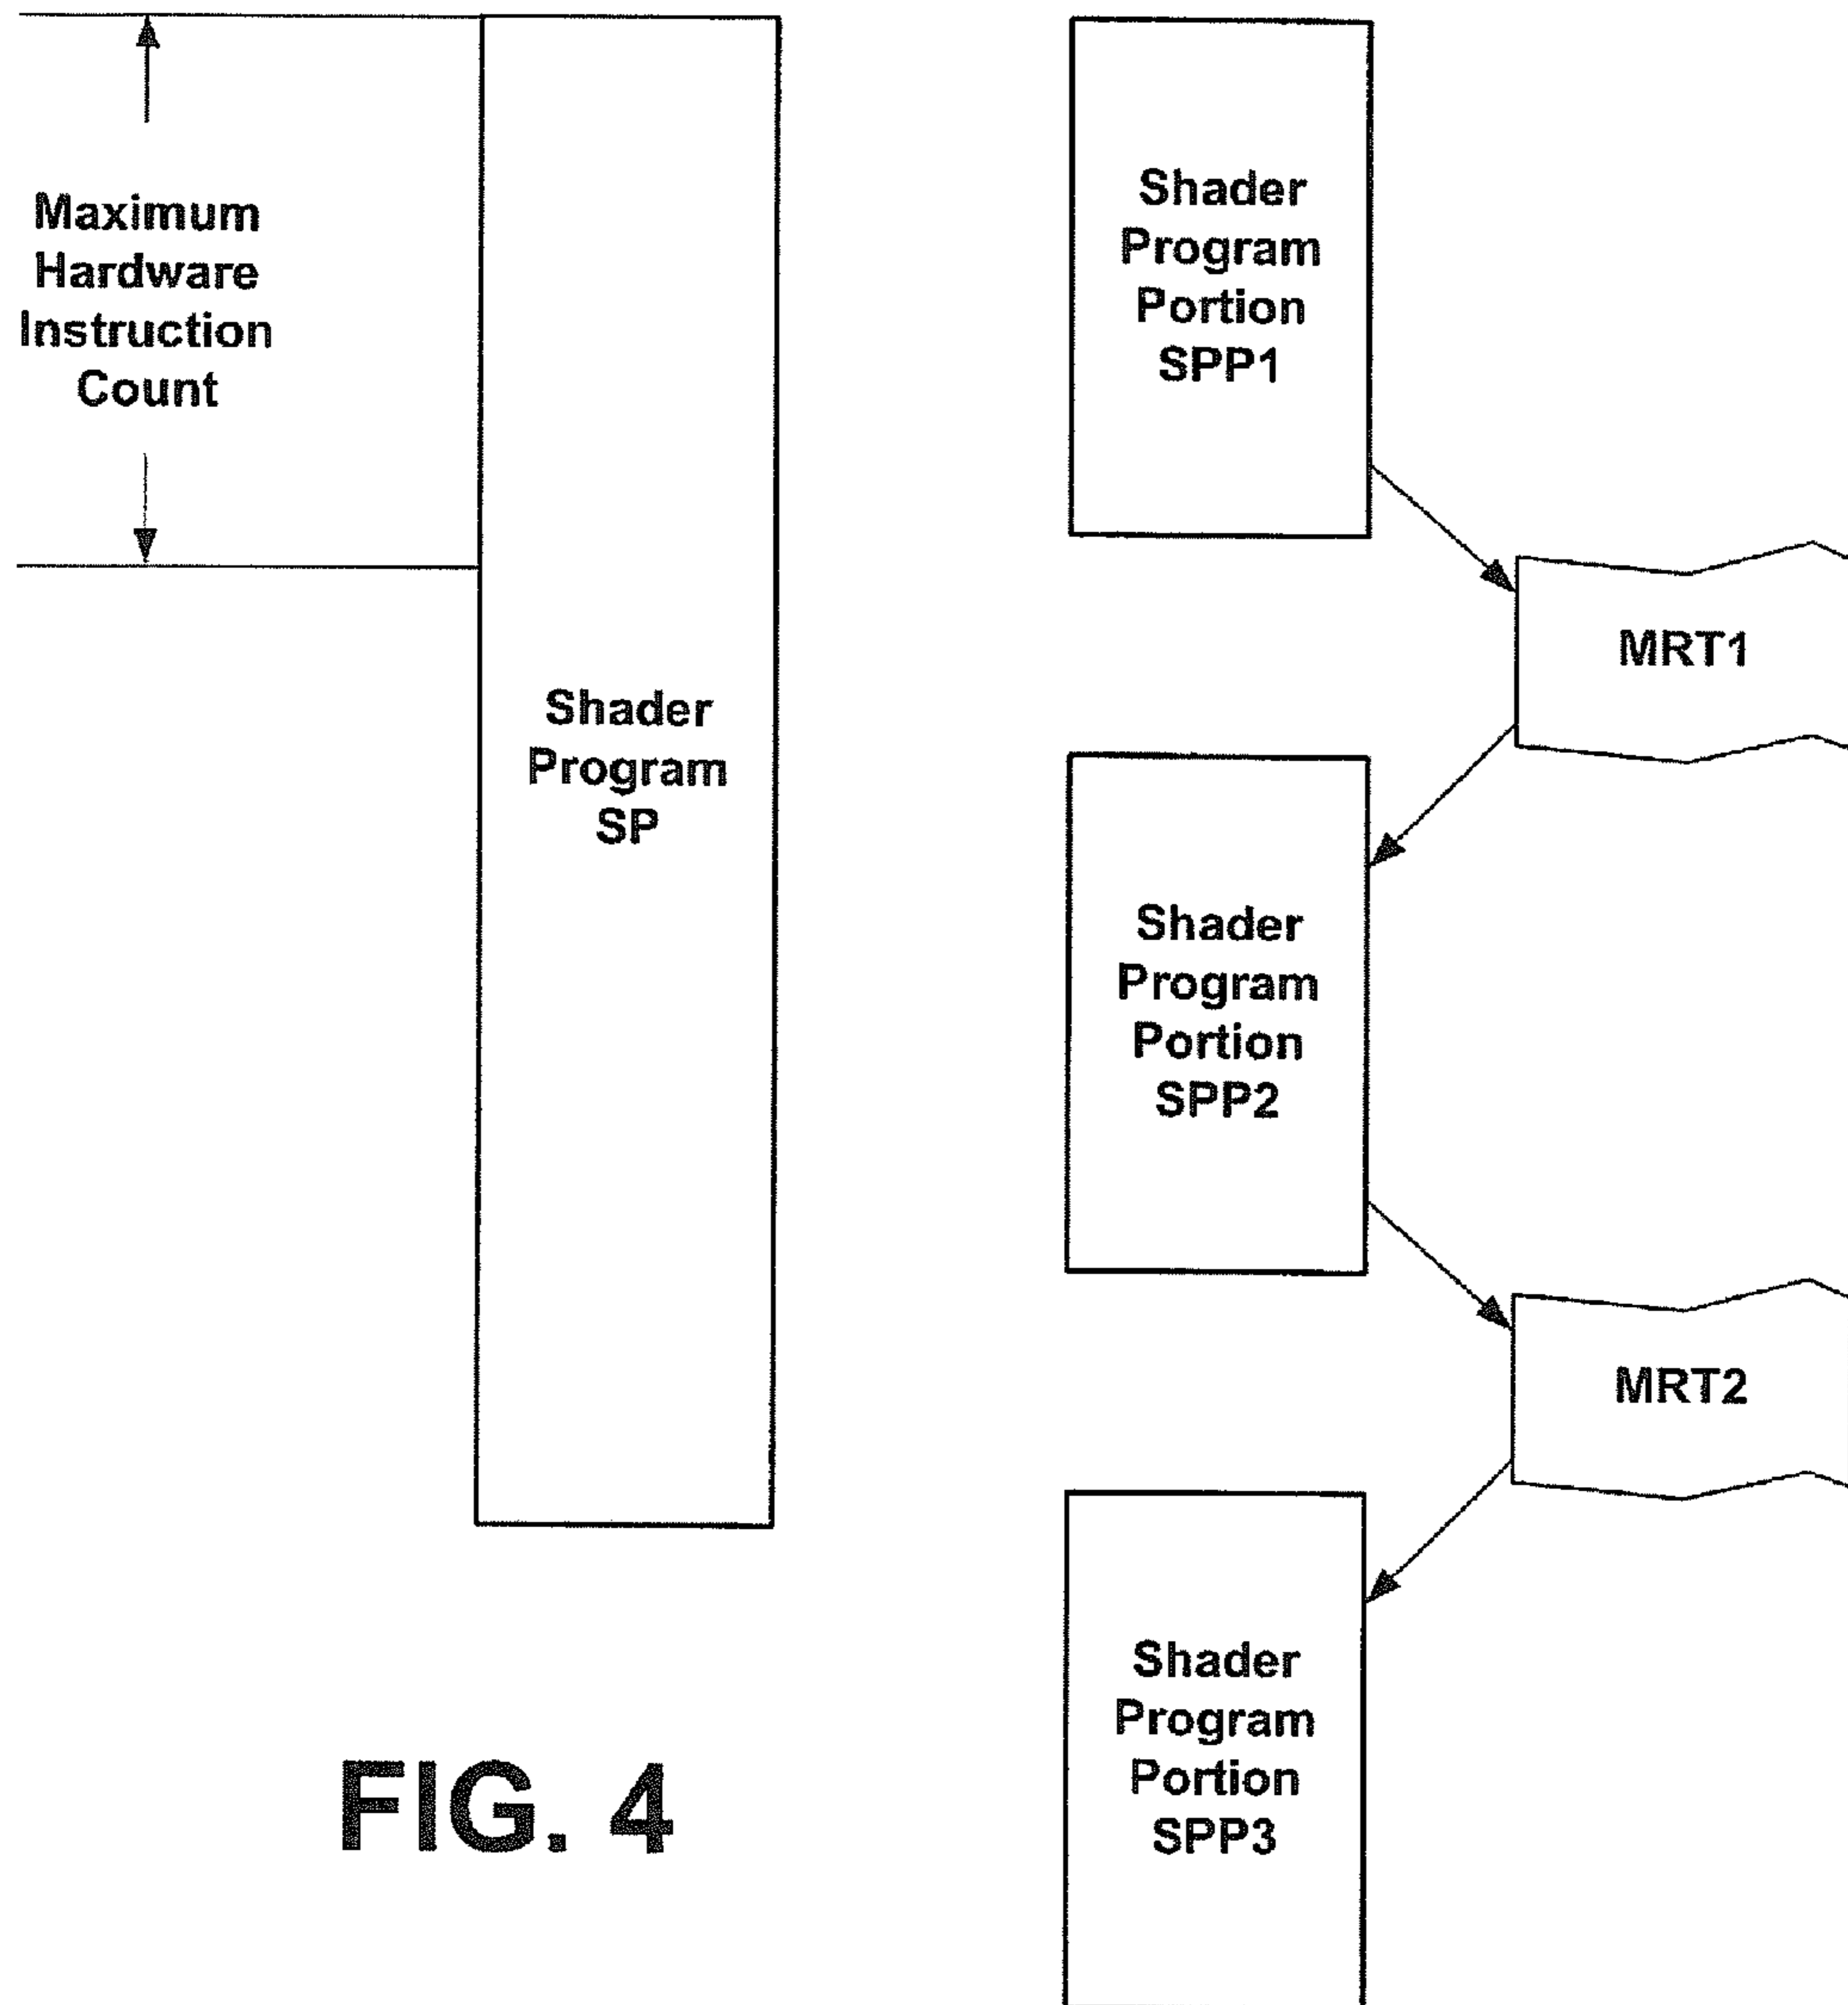 Maximum
Hardware
Instruction
Count
Shader
Program
SP
Shader
Program
Portion
SPP1
MRT1
Shader
Program
Portion
SPP2
MRT2
Shader
Program
Portion
SPP3
FIG. 4